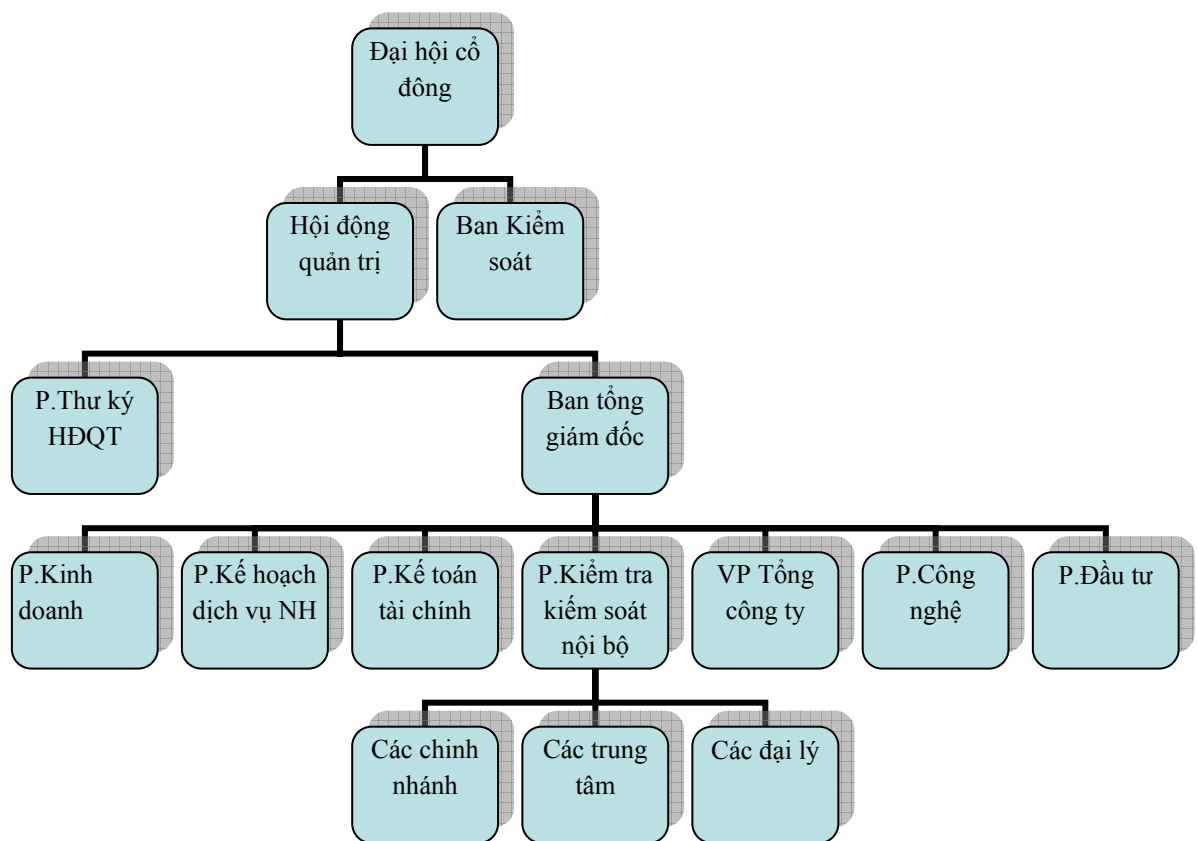 Đại hội cổ
đông
Hội động
quản trị
Ban Kiểm
soát
P.Thư ký
HĐQT
Ban tổng
giám đốc
P.Kinh
doanh
P.Kế hoạch
dịch vụ NH
P.Kế toán
tài chính
P.Kiểm tra
kiếm soát
nội bộ
VP Tổng
công ty
P.Công
nghệ
P.Đầu tư
Các chinh
nhánh
Các trung
tâm
Các đại lý